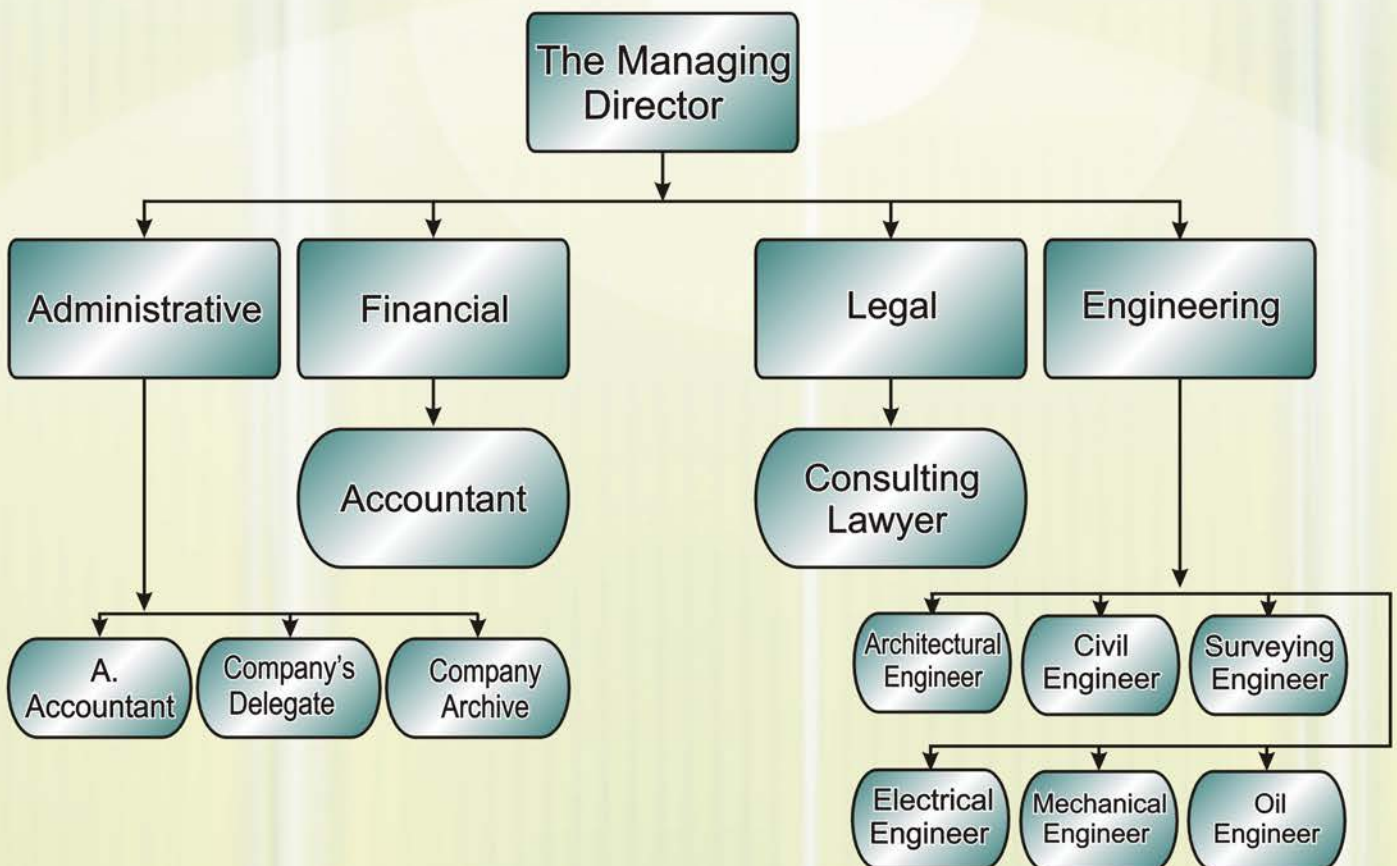 The Managing
Director
Administrative
Financial
Legal
Engineering
Accountant
Consulting
Lawyer
A.
Accountant
Company's
Delegate
Company
Archive
Architectural
Engineer
Civil
Engineer
Surveying
Engineer
Electrical
Engineer
Mechanical
Engineer
Oil
Engineer